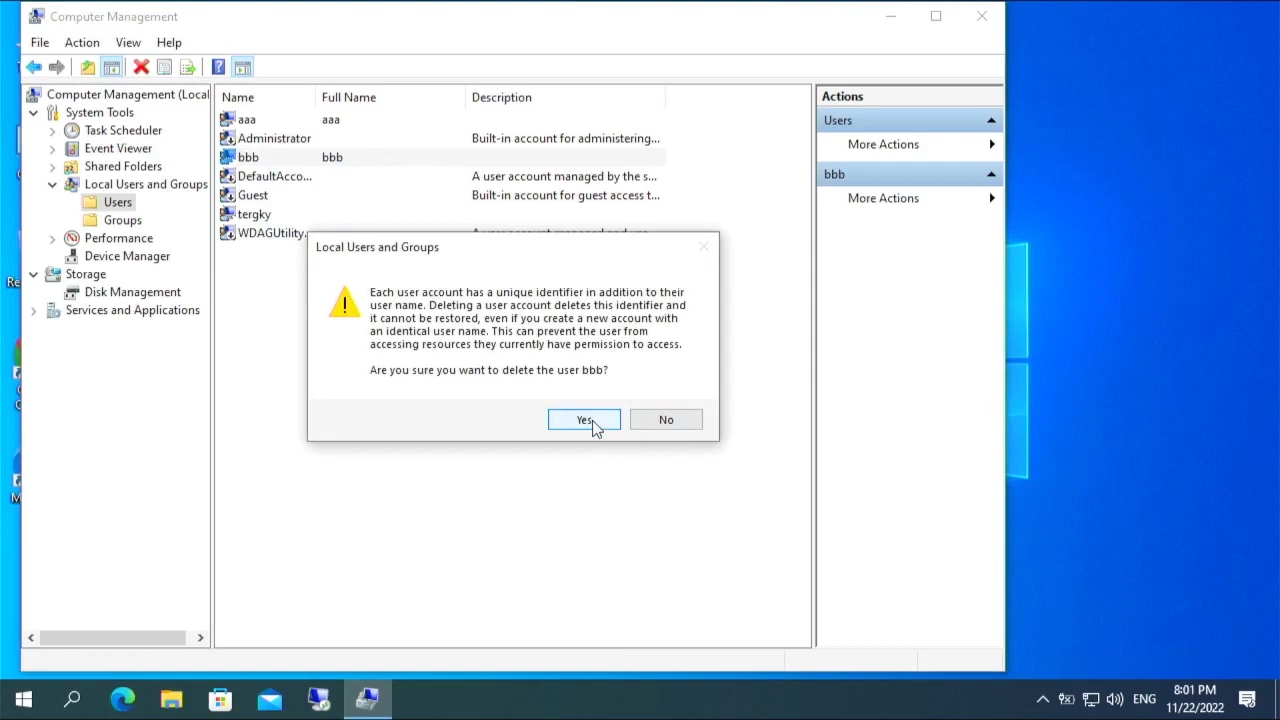 Computer Management
File Action View Help
Computer Management (Local
System Tools
Task Scheduler
Event Viewer
Shared Folders
Local Users and Groups
Users
Groups
Performance
Device Manager
Storage
Disk Management
Services and Applications
Name Full Name Description
aaa aaa
Administrator Built-in account for administering...
bbb bbb
DefaultAcco... A user account managed by the s...
Guest Built-in account for guest access t...
tergky
WDAGUtility.
Local Users and Groups
Each user account has a unique identifier in addition to their
user name. Deleting a user account deletes this identifier and
it cannot be restored, even if you create a new account with
an identical user name. This can prevent the user from
accessing resources they currently have permission to access.
Are you sure you want to delete the user bbb?
Yes No
Actions
Users
More Actions
bbb
More Actions
Re
ENG
8:01 PM
11/22/2022